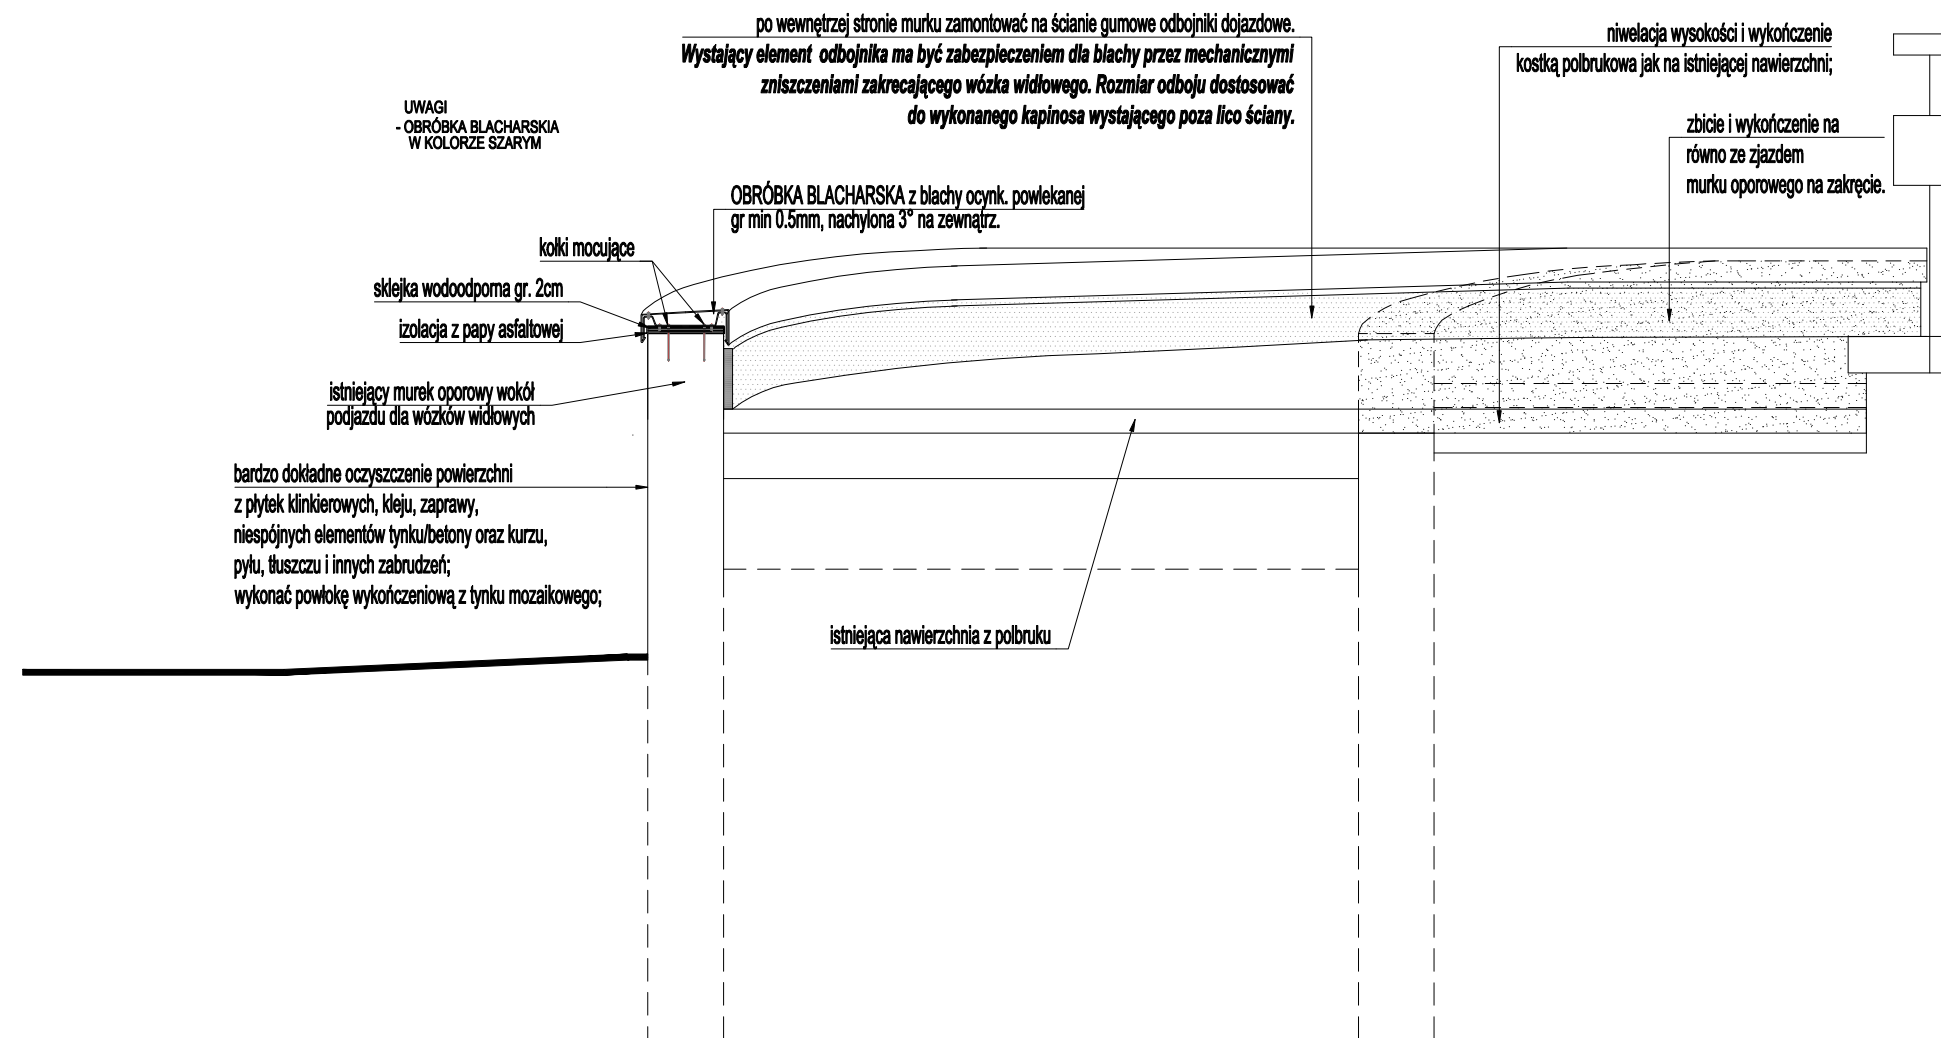 po wewnętrzej stronie murku zamontować na ścianie gumowe odbojniki dojazdowe.
Wystający element odbojnika ma być zabezpieczeniem dla blachy przez mechanicznymi
zniszczeniami zakrecającego wózka widłowego. Rozmiar odboju dostosować
do wykonanego kapinosa wystającego poza lico ściany.
niwelacja wysokości i wykończenie
kostką polbrukowa jak na istniejącej nawierzchni;
UWAGI
- OBRÓBKA BLACHARSKIA
W KOLORZE SZARYM
zbicie i wykończenie na
równo ze zjazdem
murku oporowego na zakręcie.
OBRÓBKA BLACHARSKA z blachy ocynk. powlekanej
gr min 0.5mm, nachylona 3° na zewnątrz.
kołki mocujące
sklejka wodoodporna gr. 2cm
izolacja z papy asfaltowej
istniejący murek oporowy wokół
podjazdu dla wózków widłowych
bardzo dokładne oczyszczenie powierzchni
z płytek klinkierowych, kleju, zaprawy,
niespójnych elementów tynku/betony oraz kurzu,
pyłu, tłuszczu i innych zabrudzeń;
wykonać powłokę wykończeniową z tynku mozaikowego;
istniejąca nawierzchnia z polbruku